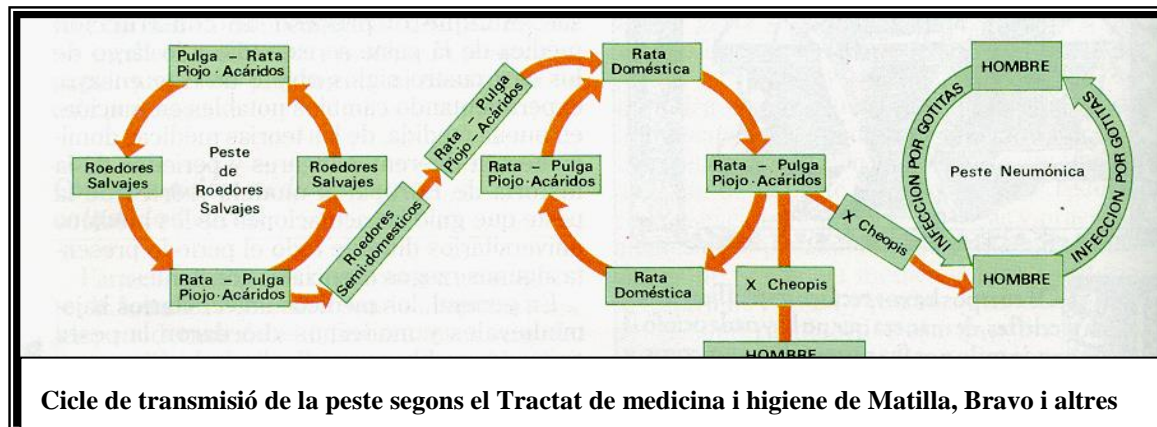 Pulga – Rata
Piojo · Acáridos
Roedores
Salvajes
Peste
de
Roedores
Salvajes
Roedores
Salvajes
Rata – Pulga
Piojo · Acáridos
Roedores
Semidomesticos
Rata – Pulga
Piojo – Acáridos
Rata
Doméstica
Rata – Pulga
Piojo · Acáridos
Rata – Pulga
Piojo · Acáridos
Rata
Doméstica
X Cheopis
HOMBRE
X Cheopis
HOMBRE
INFECCION POR GOTITAS
Peste Neumónica
INFECCION POR GOTITAS
HOMBRE
Cicle de transmisió de la peste segons el Tractat de medicina i higiene de Matilla, Bravo i altres